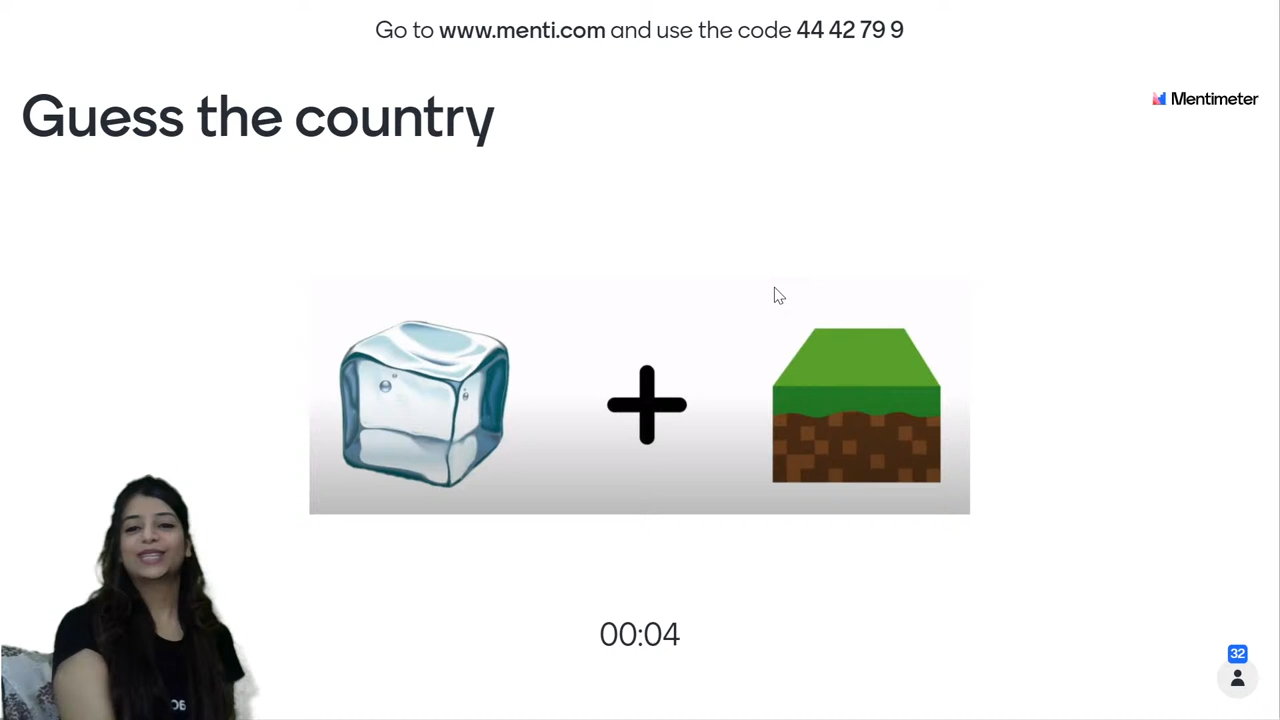 Go to www.menti.com and use the code 44 42 79 9
Guess the country
Mentimeter
00:04
32